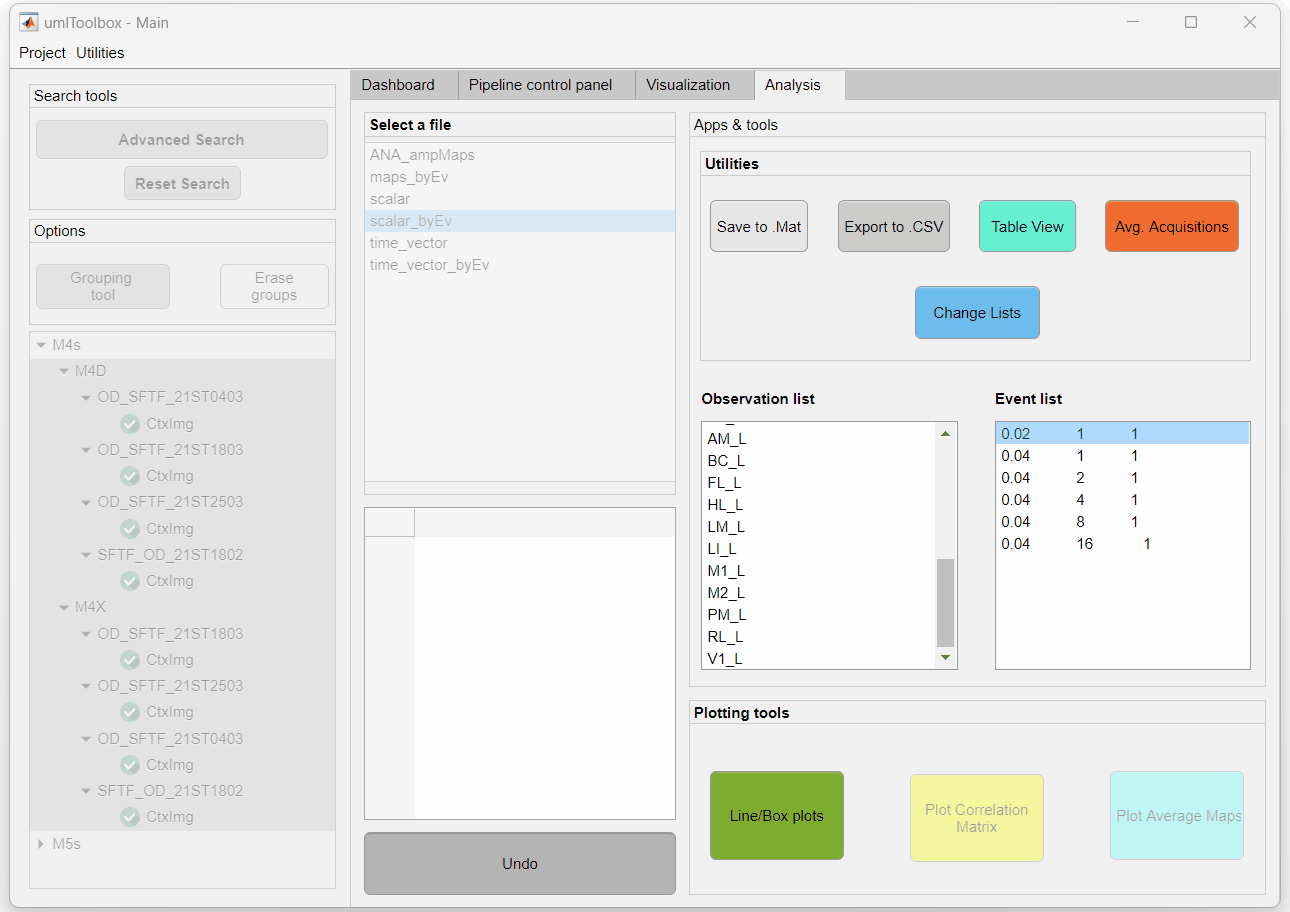 umIToolbox - Main
Project Utilities
Search tools
Advanced Search
Reset Search
Options
Grouping
tool
Erase
groups
M4s
M4D
OD_SFTF_21ST0403
CtxImg
OD_SFTF_21ST1803
CtxImg
OD_SFTF_21ST2503
CtxImg
SFTF_OD_21ST1802
CtxImg
M4X
OD_SFTF_21ST1803
CtxImg
OD_SFTF_21ST2503
CtxImg
OD_SFTF_21ST0403
CtxImg
SFTF_OD_21ST1802
CtxImg
M5s
Dashboard Pipeline control panel Visualization Analysis
Select a file
ANA_ampMaps
maps_byEv
scalar
scalar_byEv
time_vector
time_vector_byEv
Undo
Apps & tools
Utilities
Save to .Mat Export to .CSV Table View Avg. Acquisitions
Change Lists
Observation list
AM_L
BC_L
FL_L
HL_L
LM_L
LI_L
M1_L
M2_L
PM_L
RL_L
V1_L
Event list
0.02 1 1
0.04 1 1
0.04 2 1
0.04 4 1
0.04 8 1
0.04 16 1
Plotting tools
Line/Box plots
Plot Correlation
Matrix
Plot Average Maps